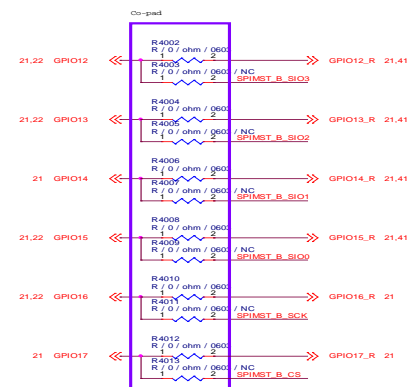 Co-pad
R4002
R / 0 / ohm / 0603
21,22 GPIO12 1 2 GPIO12_R 21,41
R4003
R / 0 / ohm / 0603 / NC
1 2 SPIMST_B_SIO3
R4004
R / 0 / ohm / 0603
21,22 GPIO13 1 2 GPIO13_R 21,41
R4005
R / 0 / ohm / 0603 / NC
1 2 SPIMST_B_SIO2
R4006
R / 0 / ohm / 0603
21 GPIO14 1 2 GPIO14_R 21,41
R4007
R / 0 / ohm / 0603 / NC
1 2 SPIMST_B_SIO1
R4008
R / 0 / ohm / 0603
21,22 GPIO15 1 2 GPIO15_R 21,41
R4009
R / 0 / ohm / 0603 / NC
1 2 SPIMST_B_SIO0
R4010
R / 0 / ohm / 0603
21,22 GPIO16 1 2 GPIO16_R 21
R4011
R / 0 / ohm / 0603 / NC
1 2 SPIMST_B_SCK
R4012
R / 0 / ohm / 0603
21 GPIO17 1 2 GPIO17_R 21
R4013
R / 0 / ohm / 0603 / NC
1 2 SPIMST_B_CS